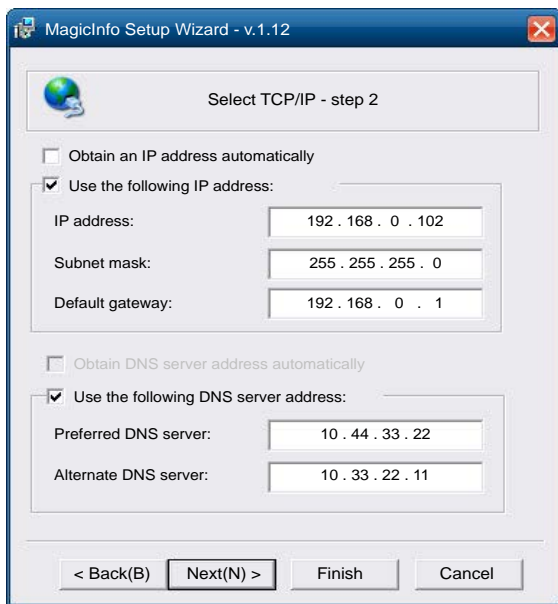 MagicInfo Setup Wizard - v.1.12
Select TCP/IP - step 2
Obtain an IP address automatically
Use the following IP address:
IP address: 192 . 168 . 0 . 102
Subnet mask: 255 . 255 . 255 . 0
Default gateway: 192 . 168 . 0 . 1
Obtain DNS server address automatically
Use the following DNS server address:
Preferred DNS server: 10 . 44 . 33 . 22
Alternate DNS server: 10 . 33 . 22 . 11
< Back(B) Next(N) > Finish Cancel